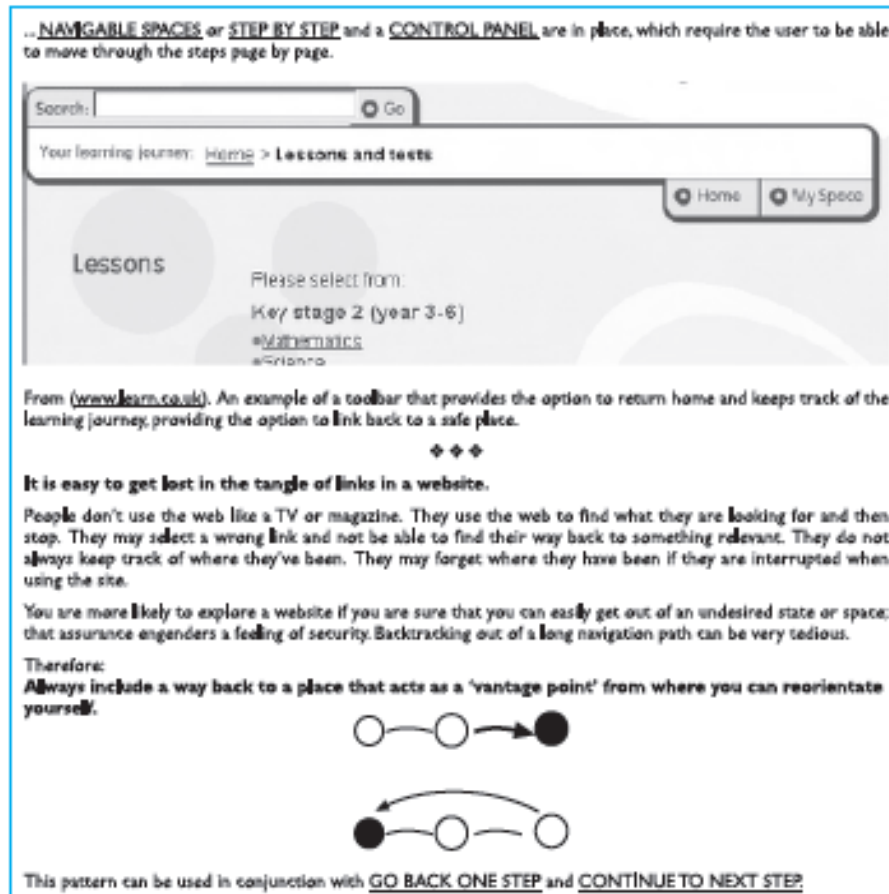 ... NAVIGABLE SPACES or STEP BY STEP and a CONTROL PANEL are in place, which require the user to be able
to move through the steps page by page.
Search: Go
Your learning journey: Home > Lessons and tests
Home My Space
Lessons
Please select from:
Key stage 2 (year 3-6)
Mathematics
Science
From (www.learn.co.uk). An example of a toolbar that provides the option to return home and keeps track of the
learning journey, providing the option to link back to a safe place.
❖ ❖ ❖
It is easy to get lost in the tangle of links in a website.
People don't use the web like a TV or magazine. They use the web to find what they are looking for and then
stop. They may select a wrong link and not be able to find their way back to something relevant. They do not
always keep track of where they've been. They may forget where they have been if they are interrupted when
using the site.
You are more likely to explore a website if you are sure that you can easily get out of an undesired state or space;
that assurance engenders a feeling of security. Backtracking out of a long navigation path can be very tedious.
Therefore:
Always include a way back to a place that acts as a 'vantage point' from where you can reorientate
yourself.
This pattern can be used in conjunction with GO BACK ONE STEP and CONTINUE TO NEXT STEP.